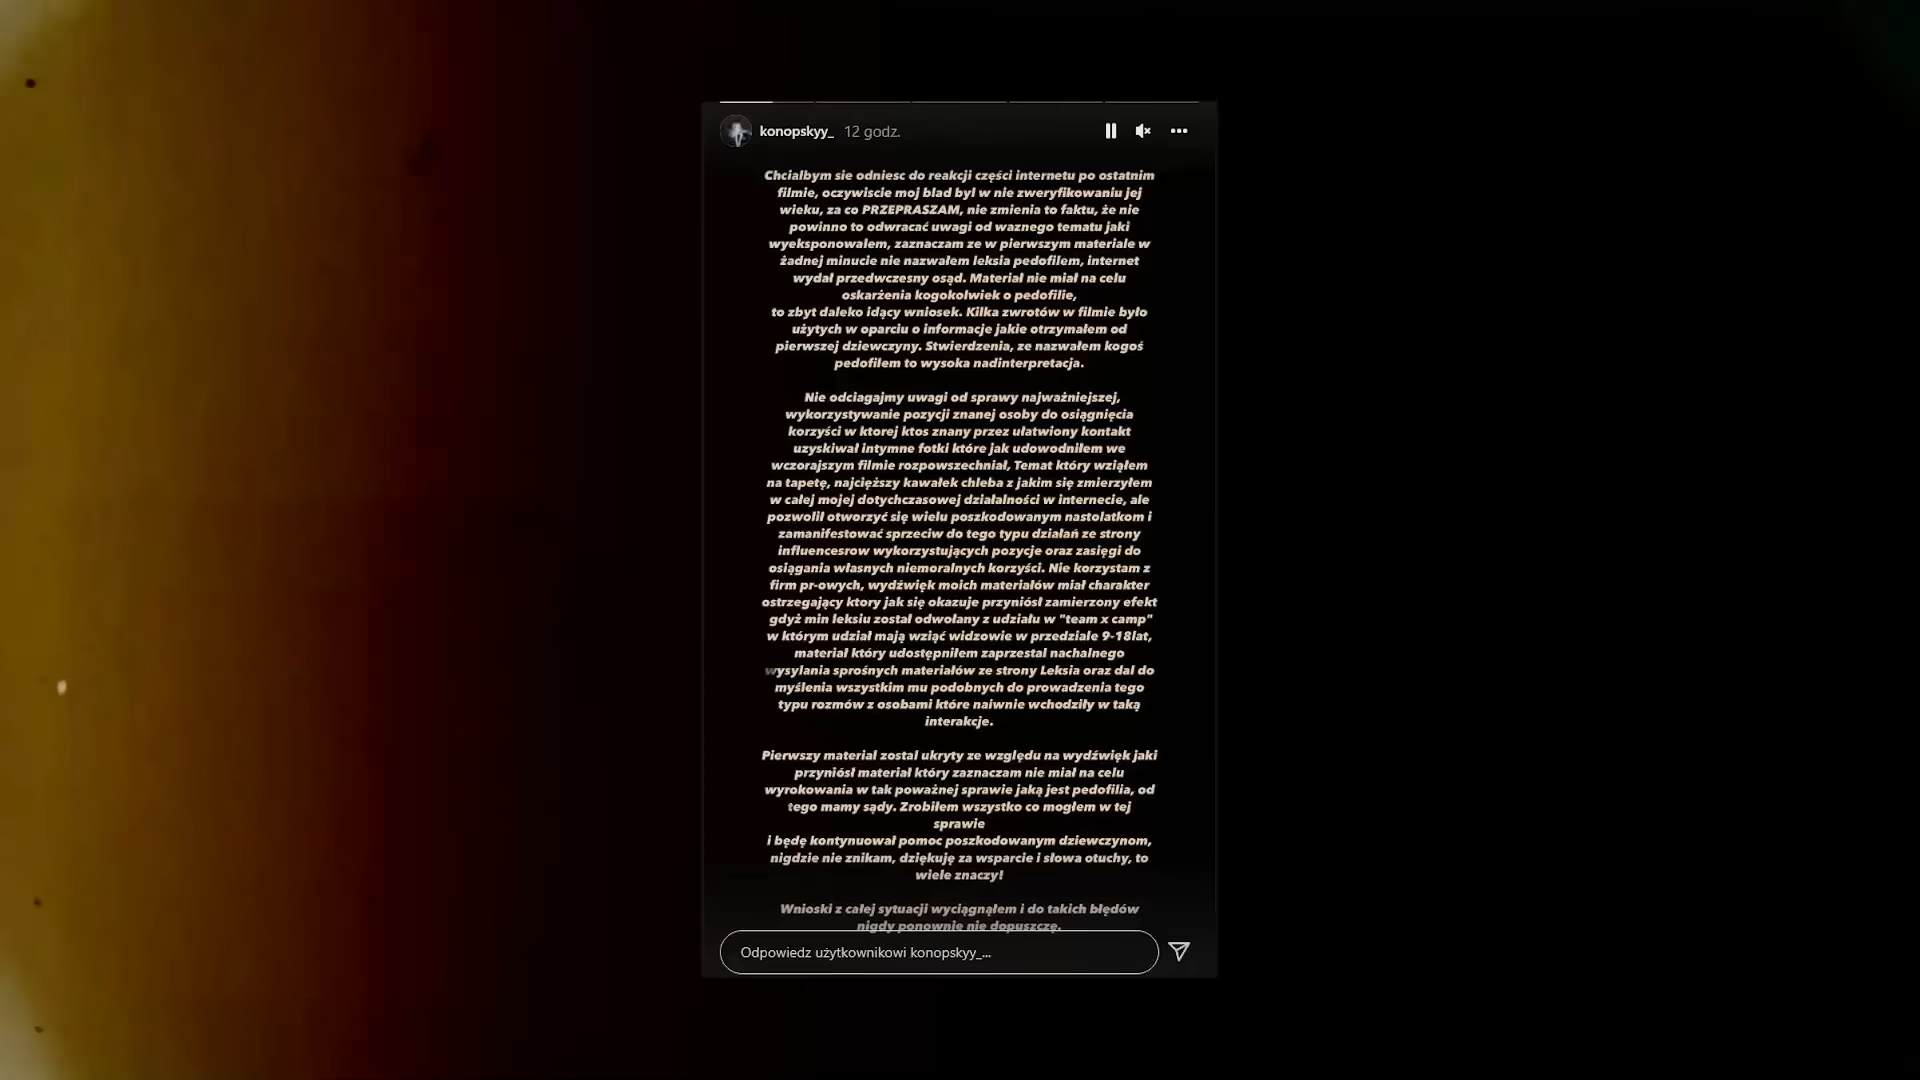 konopskyy_ 12 godz.
Chcialbym sie odniesc do reakcji części internetu po ostatnim
filmie, oczywiscie moj blad byl w nie zweryfikowaniu jej
wieku, za co PRZEPRASZAM, nie zmienia to faktu, że nie
powinno to odwracać uwagi od waznego tematu jaki
wyeksponowalem, zaznaczam ze w pierwszym materiale w
żadnej minucie nie nazwałem leksia pedofilem, internet
wydał przedwczesny osąd. Materiał nie miał na celu
oskarżenia kogokolwiek o pedofilie,
to zbyt daleko idący wniosek. Kilka zwrotów w filmie było
użytych w oparciu o informacje jakie otrzymałem od
pierwszej dziewczyny. Stwierdzenia, ze nazwałem kogoś
pedofilem to wysoka nadinterpretacja.
Nie odciagajmy uwagi od sprawy najważniejszej,
wykorzystywanie pozycji znanej osoby do osiągnięcia
korzyści w ktorej ktos znany przez ułatwiony kontakt
uzyskiwał intymne fotki które jak udowodniłem we
wczorajszym filmie rozpowszechniał, Temat który wziąłem
na tapetę, najcięższy kawałek chleba z jakim się zmierzyłem
w całej mojej dotychczasowej działalności w internecie, ale
pozwolił otworzyć się wielu poszkodowanym nastolatkom i
zamanifestować sprzeciw do tego typu działań ze strony
influencesrow wykorzystujących pozycje oraz zasięgi do
osiągania własnych niemoralnych korzyści. Nie korzystam z
firm pr-owych, wydźwięk moich materiałów miał charakter
ostrzegający ktory jak się okazuje przyniósł zamierzony efekt
gdyż min leksiu został odwołany z udziału w "team x camp"
w którym udział mają wziąć widzowie w przedziale 9-18lat,
materiał który udostępniłem zaprzestal nachalnego
wysylania sprośnych materiałów ze strony Leksia oraz dal do
myślenia wszystkim mu podobnych do prowadzenia tego
typu rozmów z osobami które naiwnie wchodziły w taką
interakcje.
Pierwszy material zostal ukryty ze względu na wydźwięk jaki
przyniósł materiał który zaznaczam nie miał na celu
wyrokowania w tak poważnej sprawie jaką jest pedofilia, od
tego mamy sądy. Zrobiłem wszystko co mogłem w tej
sprawie
i będę kontynuował pomoc poszkodowanym dziewczynom,
nigdzie nie znikam, dziękuję za wsparcie i słowa otuchy, to
wiele znaczy!
Wnioski z całej sytuacji wyciągnąłem i do takich błędów
nigdy ponownie nie dopuszczę.
Odpowiedz użytkownikowi konopskyy_...